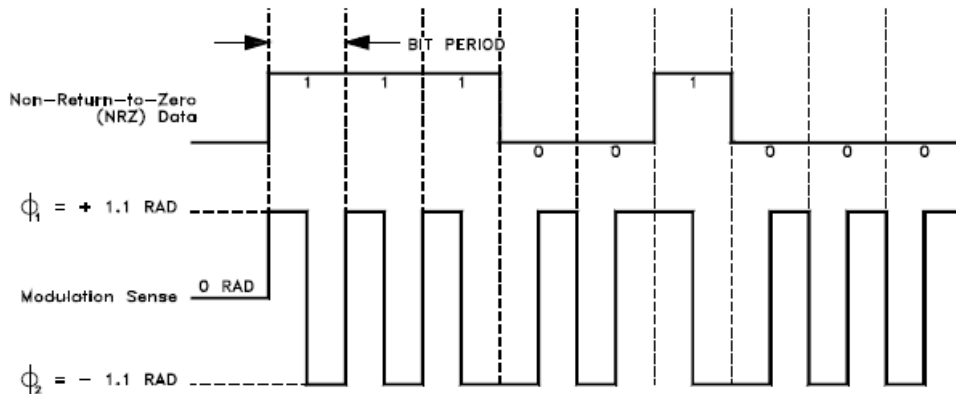 BIT PERIOD
Non-Return-to-Zero
(NRZ) Data
1 1 1 0 0 1 0 0 0
ϕ1 = + 1.1 RAD
0 RAD
Modulation Sense
ϕ2 = - 1.1 RAD